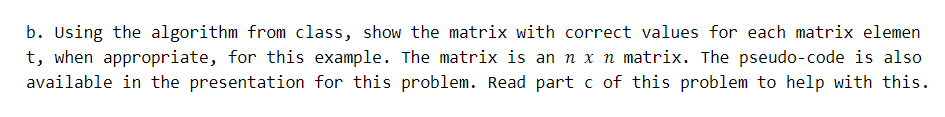 b. Using the algorithm from class, show the matrix with correct values for each matrix elemen
t, when appropriate, for this example. The matrix is an n x n matrix. The pseudo-code is also
available in the presentation for this problem. Read part c of this problem to help with this.